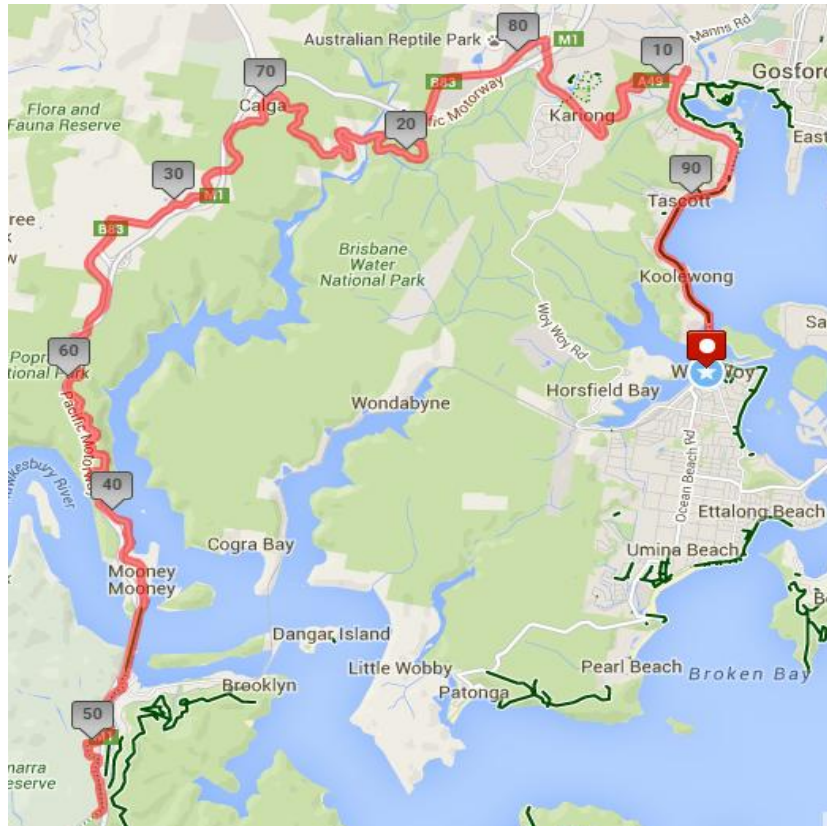 80
Manns Rd
Australian Reptile Park
M1
10
Gosford
70
B83
A49
Calga
Pacific Motorway
Flora and
Fauna Reserve
20
Kariong
East
30
M1
90
Tascott
B83
Brisbane
Water
National Park
Koolewong
Woy Woy Rd
60
Horsfield Bay
Wondabyne
Pacific Motorway
Ocean Beach Rd
40
Ettalong Beach
Cogra Bay
Umina Beach
Mooney
Mooney
Dangar Island
Little Wobby
Pearl Beach
Broken Bay
Brooklyn
Patonga
50